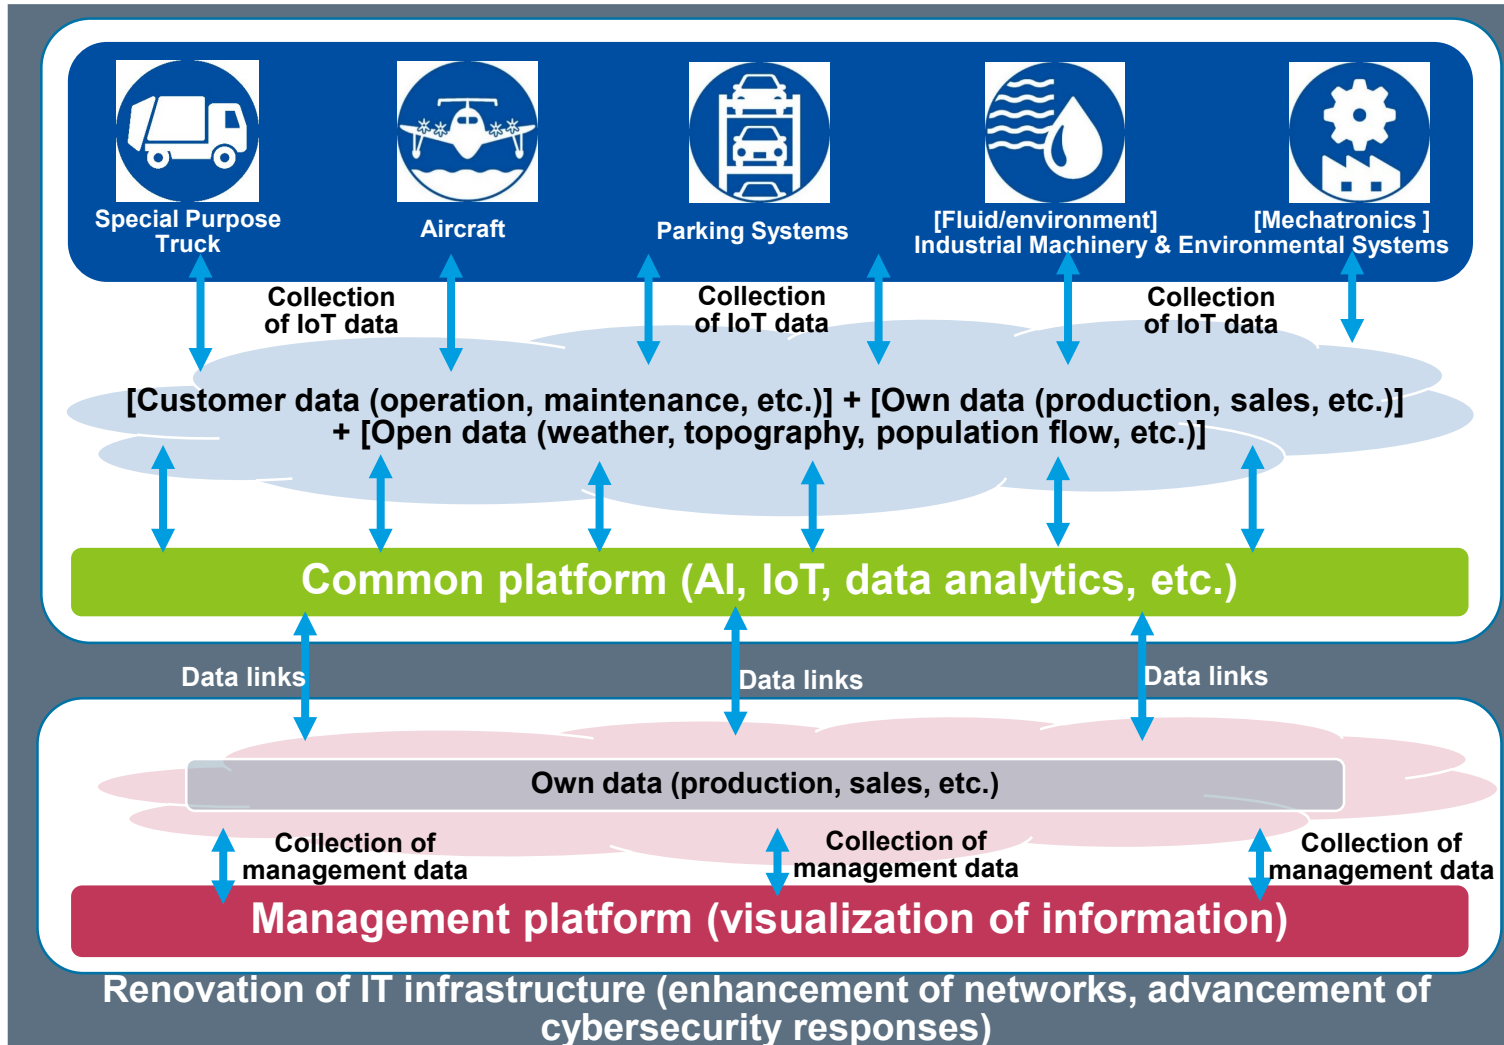 Special Purpose
Truck
Aircraft
Parking Systems
[Fluid/environment]
[Mechatronics ]
Industrial Machinery & Environmental Systems
Collection
of IoT data
Collection
of IoT data
Collection
of IoT data
[Customer data (operation, maintenance, etc.)] + [Own data (production, sales, etc.)]
+ [Open data (weather, topography, population flow, etc.)]
Common platform (AI, IoT, data analytics, etc.)
Data links
Data links
Data links
Own data (production, sales, etc.)
Collection of
management data
Collection of
management data
Collection of
management data
Management platform (visualization of information)
Renovation of IT infrastructure (enhancement of networks, advancement of
cybersecurity responses)